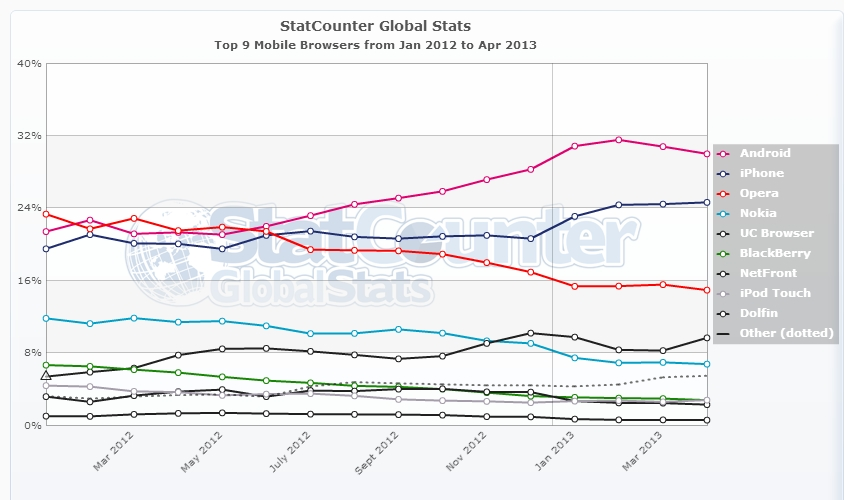 StatCounter Global Stats
Top 9 Mobile Browsers from Jan 2012 to Apr 2013
40%
32%
24%
16%
8%
0%
StatCounter
GlobalStats
Android
iPhone
Opera
Nokia
UC Browser
BlackBerry
NetFront
iPod Touch
Dolfin
Other (dotted)
Mar 2012
May 2012
July 2012
Sept 2012
Nov 2012
Jan 2013
Mar 2013